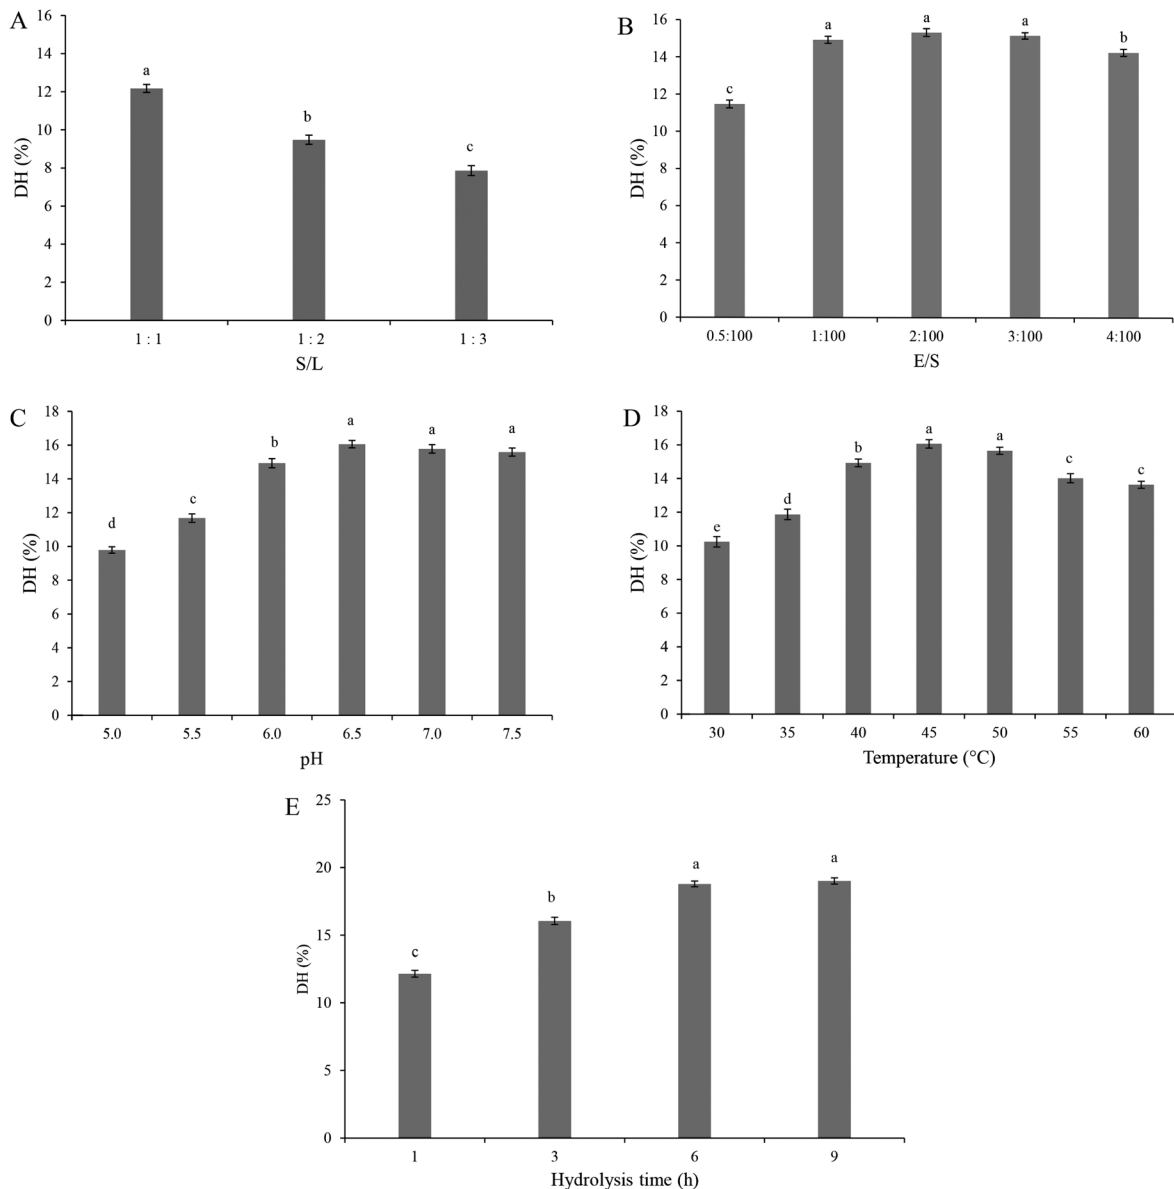 A
16
14
a
12
b
10
c
8
6
4
2
0
DH (%)
1 : 1 1 : 2 1 : 3
S/L
B
16
a a a
b
14
12
c
10
8
6
4
2
0
DH (%)
0.5:100 1:100 2:100 3:100 4:100
E/S
C
18
a a a
16
b
14
12
c
d
10
8
6
4
2
0
DH (%)
5.0 5.5 6.0 6.5 7.0 7.5
pH
D
18
a a
16
b
c c
14
d
12
e
10
8
6
4
2
0
DH (%)
30 35 40 45 50 55 60
Temperature (°C)
E
25
a a
20
b
15
c
10
5
0
DH (%)
1 3 6 9
Hydrolysis time (h)